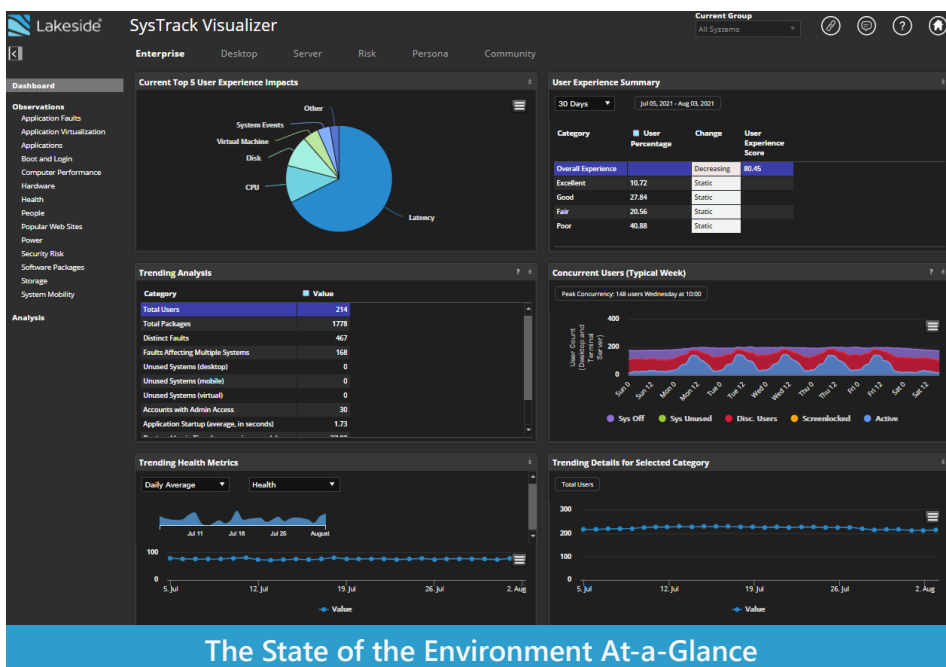 Lakeside
SysTrack Visualizer
Current Group
All Systems
Enterprise Desktop Server Risk Persona Community
Dashboard
Observations
Application Faults
Application Virtualization
Applications
Boot and Login
Computer Performance
Hardware
Health
People
Popular Web Sites
Power
Security Risk
Software Packages
Storage
System Mobility
Analysis
Current Top 5 User Experience Impacts
Other
System Events
Virtual Machine
Disk
CPU
Latency
User Experience Summary
30 Days Jul 05, 2021 - Aug 03, 2021
Category User Percentage Change User Experience Score
Overall Experience Decreasing 80.45
Excellent 10.72 Static
Good 27.84 Static
Fair 20.56 Static
Poor 40.88 Static
Trending Analysis ?
Category Value
Total Users 214
Total Packages 1778
Distinct Faults 467
Faults Affecting Multiple Systems 168
Unused Systems (desktop) 0
Unused Systems (mobile) 0
Unused Systems (virtual) 0
Accounts with Admin Access 30
Application Startup (average, in seconds) 1.73
Concurrent Users (Typical Week) ?
Peak Concurrency: 148 users Wednesday at 10:00
User Count
(Desktop and
Terminal
Server)
400
200
0
Sun 0 Sun 12 Mon 0 Mon 12 Tue 0 Tue 12 Wed 0 Wed 12 Thu 0 Thu 12 Fri 0 Fri 12 Sat 0 Sat 12
Sys Off Sys Unused Disc. Users Screenlocked Active
Trending Health Metrics
Daily Average Health
Jul 11 Jul 18 Jul 25 August
100
0
5. Jul 12. Jul 19. Jul 26. Jul 2. Aug
Value
Trending Details for Selected Category
Total Users
300
200
100
0
5. Jul 12. Jul 19. Jul 26. Jul 2. Aug
Value
The State of the Environment At-a-Glance